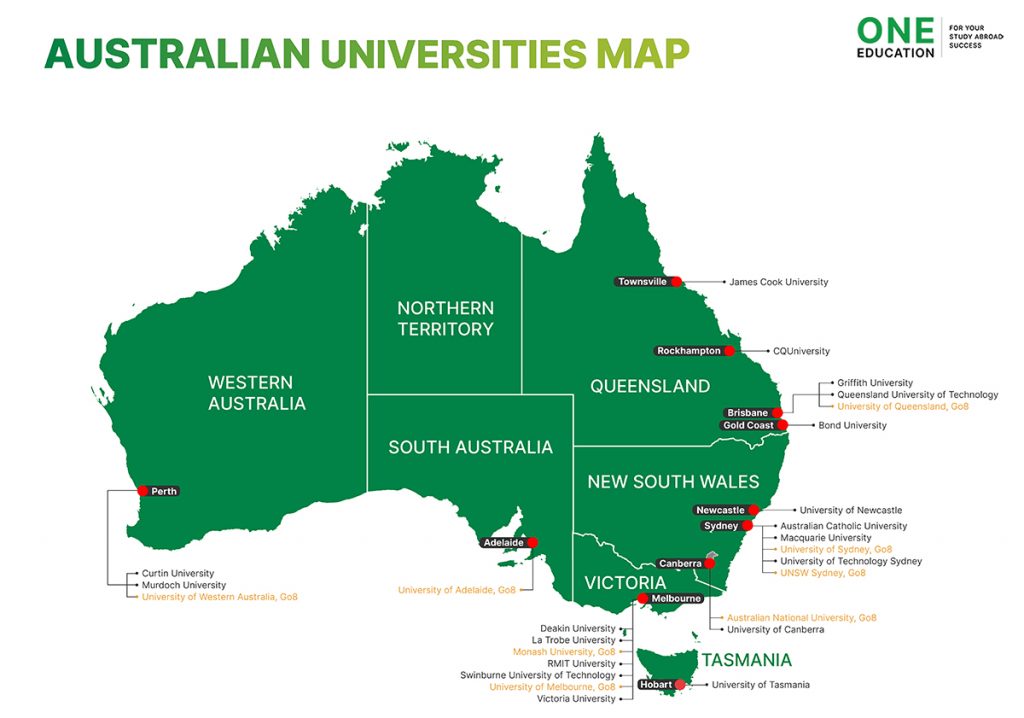 AUSTRALIAN UNIVERSITIES MAP
ONE
EDUCATION
FOR YOUR
STUDY ABROAD
SUCCESS
Townsville
James Cook University
NORTHERN
TERRITORY
Rockhampton
CQUniversity
WESTERN
AUSTRALIA
QUEENSLAND
Griffith University
Queensland University of Technology
University of Queensland, Go8
Brisbane
Gold Coast
Bond University
SOUTH AUSTRALIA
NEW SOUTH WALES
Perth
Newcastle
University of Newcastle
Sydney
Australian Catholic University
Macquarie University
University of Sydney, Go8
University of Technology Sydney
UNSW Sydney, Go8
Adelaide
Canberra
Curtin University
Murdoch University
University of Western Australia, Go8
University of Adelaide, Go8
VICTORIA
Melbourne
Australian National University, Go8
University of Canberra
Deakin University
La Trobe University
Monash University, Go8
RMIT University
Swinburne University of Technology
University of Melbourne, Go8
Victoria University
TASMANIA
Hobart
University of Tasmania